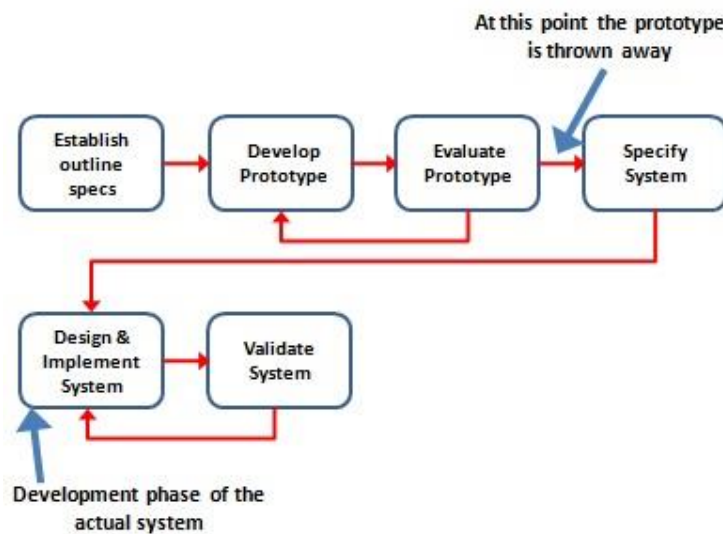 At this point the prototype
is thrown away
Establish
outline
specs
Develop
Prototype
Evaluate
Prototype
Specify
System
Design &
Implement
System
Validate
System
Development phase of the
actual system